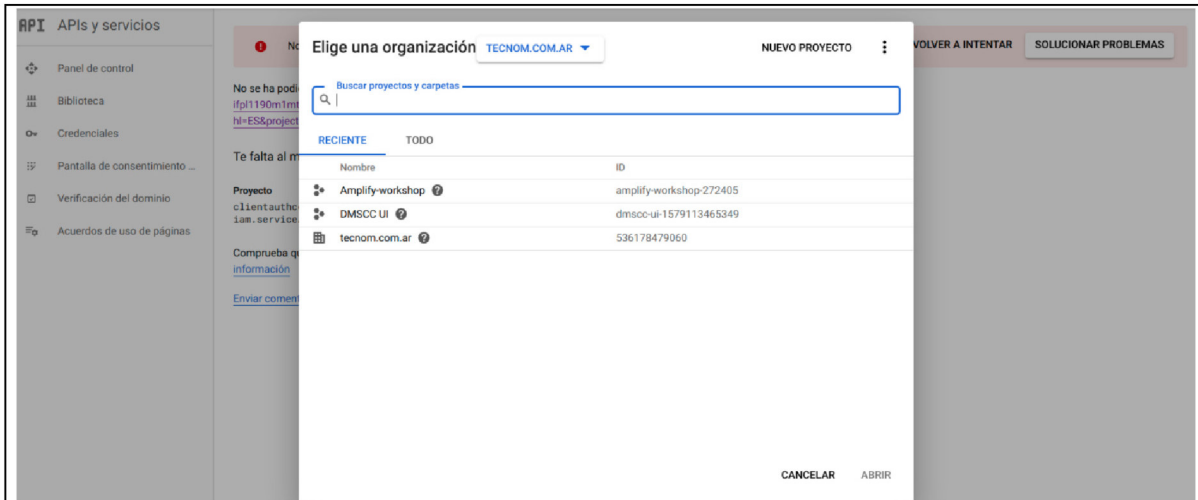 API APIs y servicios
Panel de control
Biblioteca
Credenciales
Pantalla de consentimiento ...
Verificación del dominio
Acuerdos de uso de páginas
VOLVER A INTENTAR
SOLUCIONAR PROBLEMAS
No se ha podi
ifpl1190m1mt
hl=ES&project
Te falta al m
Proyecto
clientauthc
iam.service
Comprueba qu
información
Enviar coment
Elige una organización TECNOM.COM.AR
NUEVO PROYECTO
Buscar proyectos y carpetas
RECIENTE TODO
Nombre ID
Amplify-workshop amplify-workshop-272405
DMSCC UI dmscc-ui-1579113465349
tecnom.com.ar 536178479060
CANCELAR ABRIR